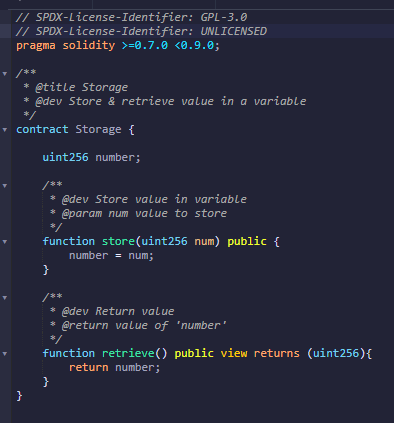 // SPDX-License-Identifier: GPL-3.0
// SPDX-License-Identifier: UNLICENSED
pragma solidity >=0.7.0 <0.9.0;
/**
* @title Storage
* @dev Store & retrieve value in a variable
*/
contract Storage {
uint256 number;
/**
* @dev Store value in variable
* @param num value to store
*/
function store(uint256 num) public {
number = num;
}
/**
* @dev Return value
* @return value of 'number'
*/
function retrieve() public view returns (uint256){
return number;
}
}